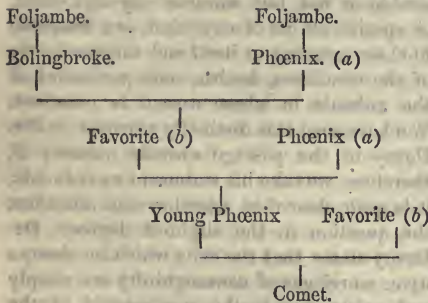 Foljambe. Foljambe.
Bolingbroke. Phœnix. (a)
Favorite (b) Phœnix (a)
Young Phœnix Favorite (b)
Comet.